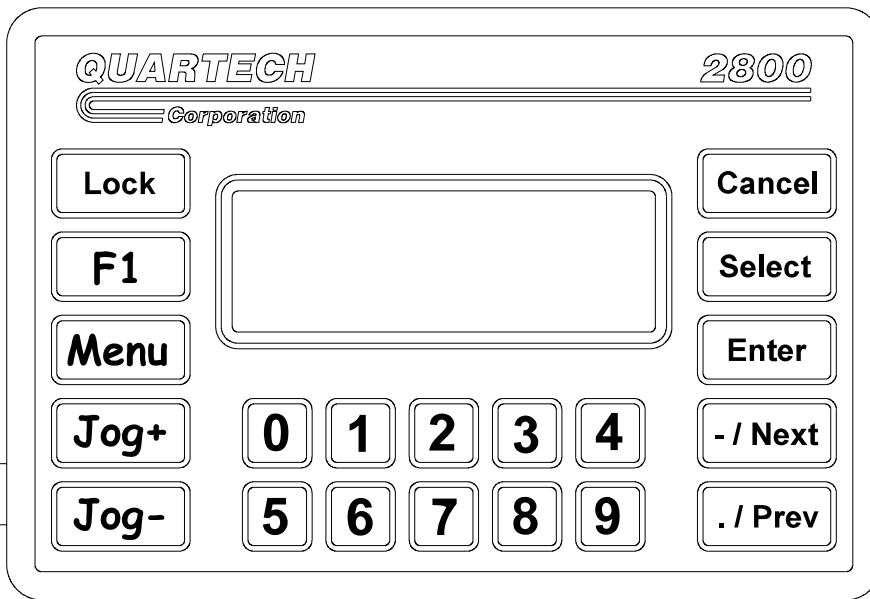 QUARTECH 2800
Corporation
Lock Cancel
F1 Select
Menu Enter
Jog+ 0 1 2 3 4 - / Next
Jog- 5 6 7 8 9 . / Prev